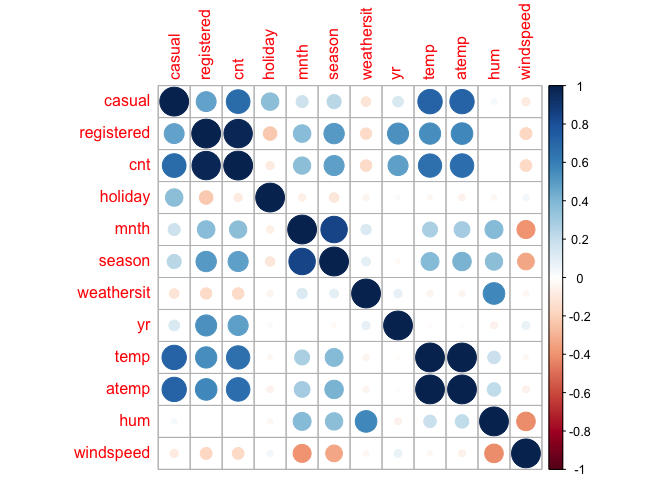 casual
registered
cnt
holiday
mnth
season
weathersit
yr
temp
atemp
hum
windspeed
casual
registered
cnt
holiday
mnth
season
weathersit
yr
temp
atemp
hum
windspeed
1
0.8
0.6
0.4
0.2
0
-0.2
-0.4
-0.6
-0.8
-1